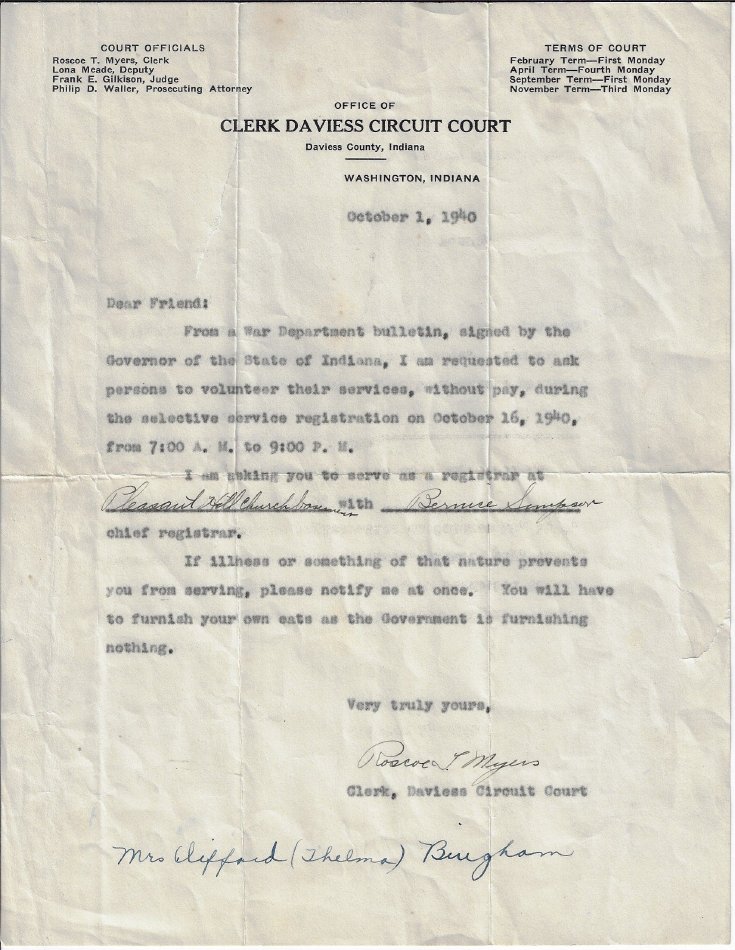 COURT OFFICIALS
Roscoe T. Myers, Clerk
Lona Meade, Deputy
Frank E. Gilkison, Judge
Philip D. Waller, Prosecuting Attorney
TERMS OF COURT
February Term—First Monday
April Term—Fourth Monday
September Term—First Monday
November Term—Third Monday
OFFICE OF
CLERK DAVIESS CIRCUIT COURT
Daviess County, Indiana
WASHINGTON, INDIANA
October 1, 1940
Dear Friend:
From a War Department bulletin, signed by the
Governor of the State of Indiana, I am requested to ask
persons to volunteer their services, without pay, during
the selective service registration on October 16, 1940,
from 7:00 A. M. to 9:00 P. M.
I am asking you to serve as a registrar at
Pleasant Hill Church with Bernice Simpson
chief registrar.
If illness or something of that nature prevents
you from serving, please notify me at once. You will have
to furnish your own eats as the Government is furnishing
nothing.
Very truly yours,
Roscoe T Myers
Clerk, Daviess Circuit Court
Mrs Clifford (Thelma) Bingham